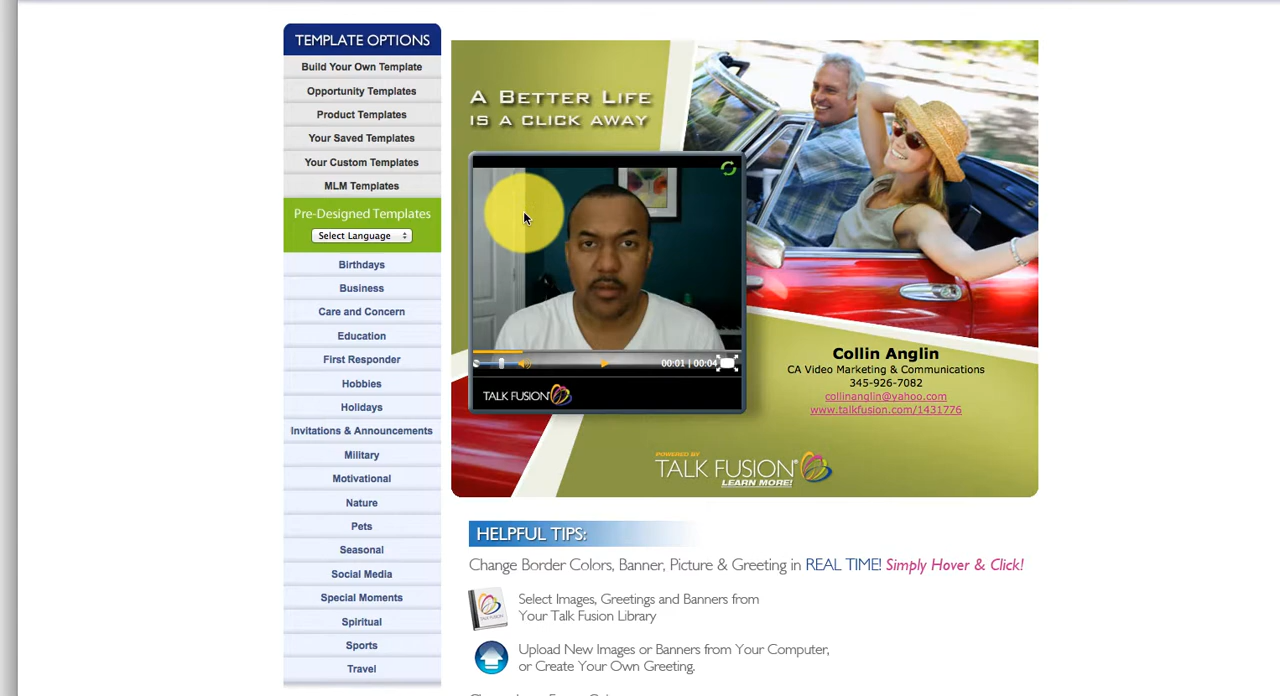 TEMPLATE OPTIONS
Build Your Own Template
Opportunity Templates
Product Templates
Your Saved Templates
Your Custom Templates
MLM Templates
Pre-Designed Templates
Select Language
Birthdays
Business
Care and Concern
Education
First Responder
Hobbies
Holidays
Invitations & Announcements
Military
Motivational
Nature
Pets
Seasonal
Social Media
Special Moments
Spiritual
Sports
Travel
A BETTER LIFE
IS A CLICK AWAY
00:01 | 00:04
TALK FUSION
Collin Anglin
CA Video Marketing & Communications
345-926-7082
collinanglin@yahoo.com
www.talkfusion.com/1431776
POWERED BY
TALK FUSION®
LEARN MORE!
HELPFUL TIPS:
Change Border Colors, Banner, Picture & Greeting in REAL TIME! Simply Hover & Click!
Select Images, Greetings and Banners from
Your Talk Fusion Library
Upload New Images or Banners from Your Computer,
or Create Your Own Greeting.